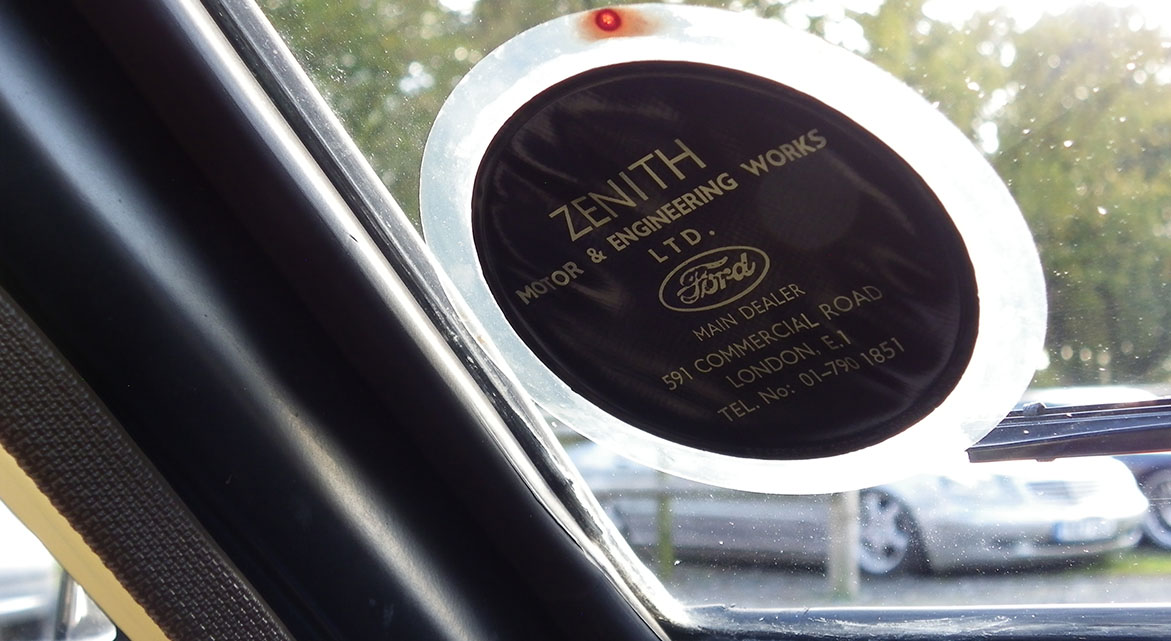 ZENITH
MOTOR & ENGINEERING WORKS
LTD.
Ford
MAIN DEALER
591 COMMERCIAL ROAD
LONDON, E.1
TEL. No: 01-790 1851